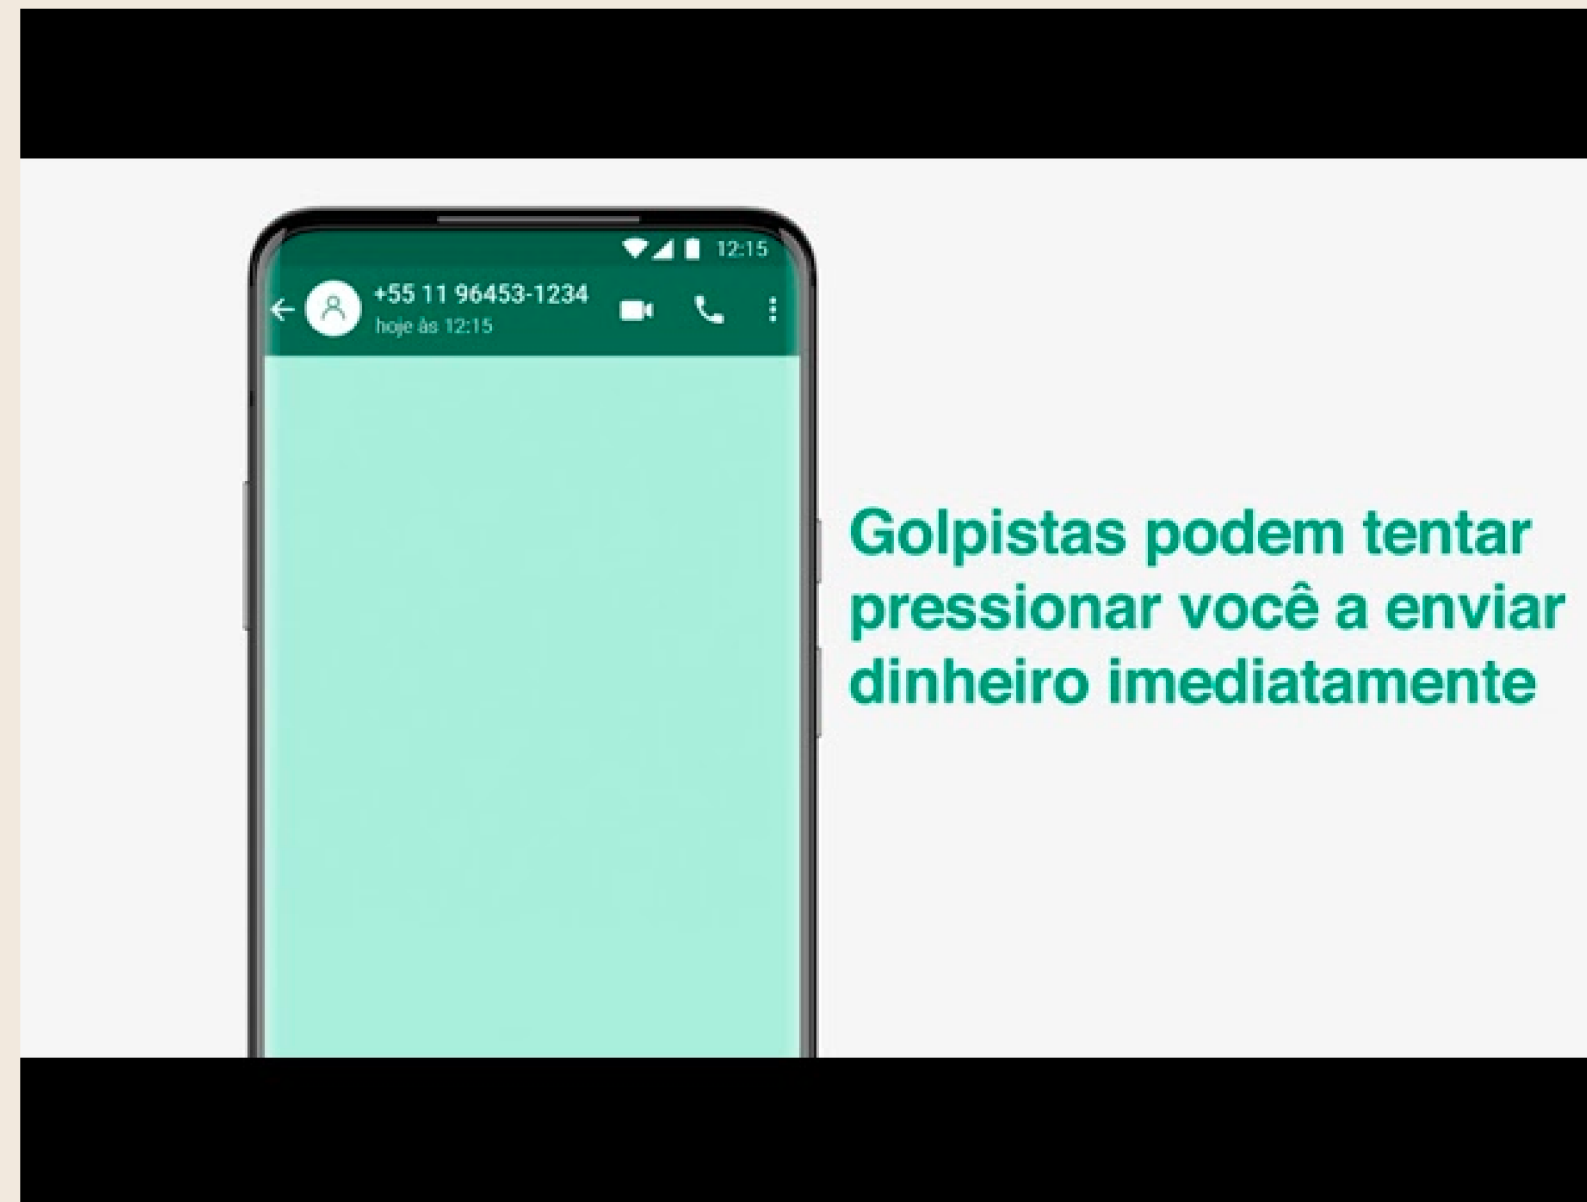 12:15
+55 11 96453-1234
hoje às 12:15
Golpistas podem tentar
pressionar você a enviar
dinheiro imediatamente